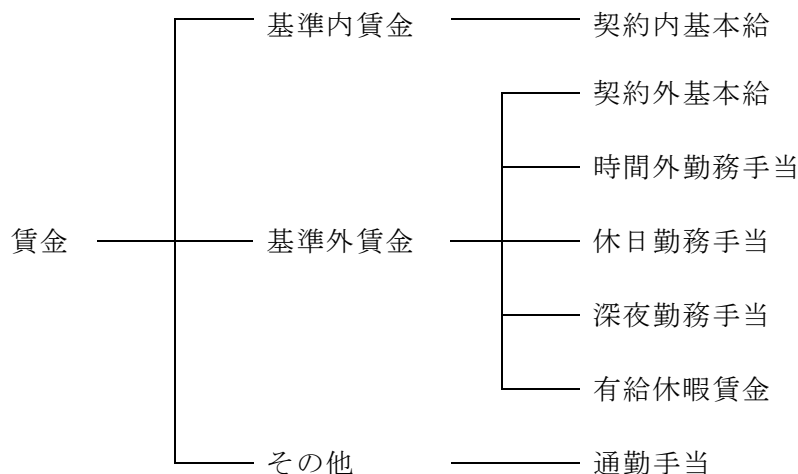 基準内賃金 契約内基本給
契約外基本給
時間外勤務手当
賃金 基準外賃金 休日勤務手当
深夜勤務手当
有給休暇賃金
その他 通勤手当